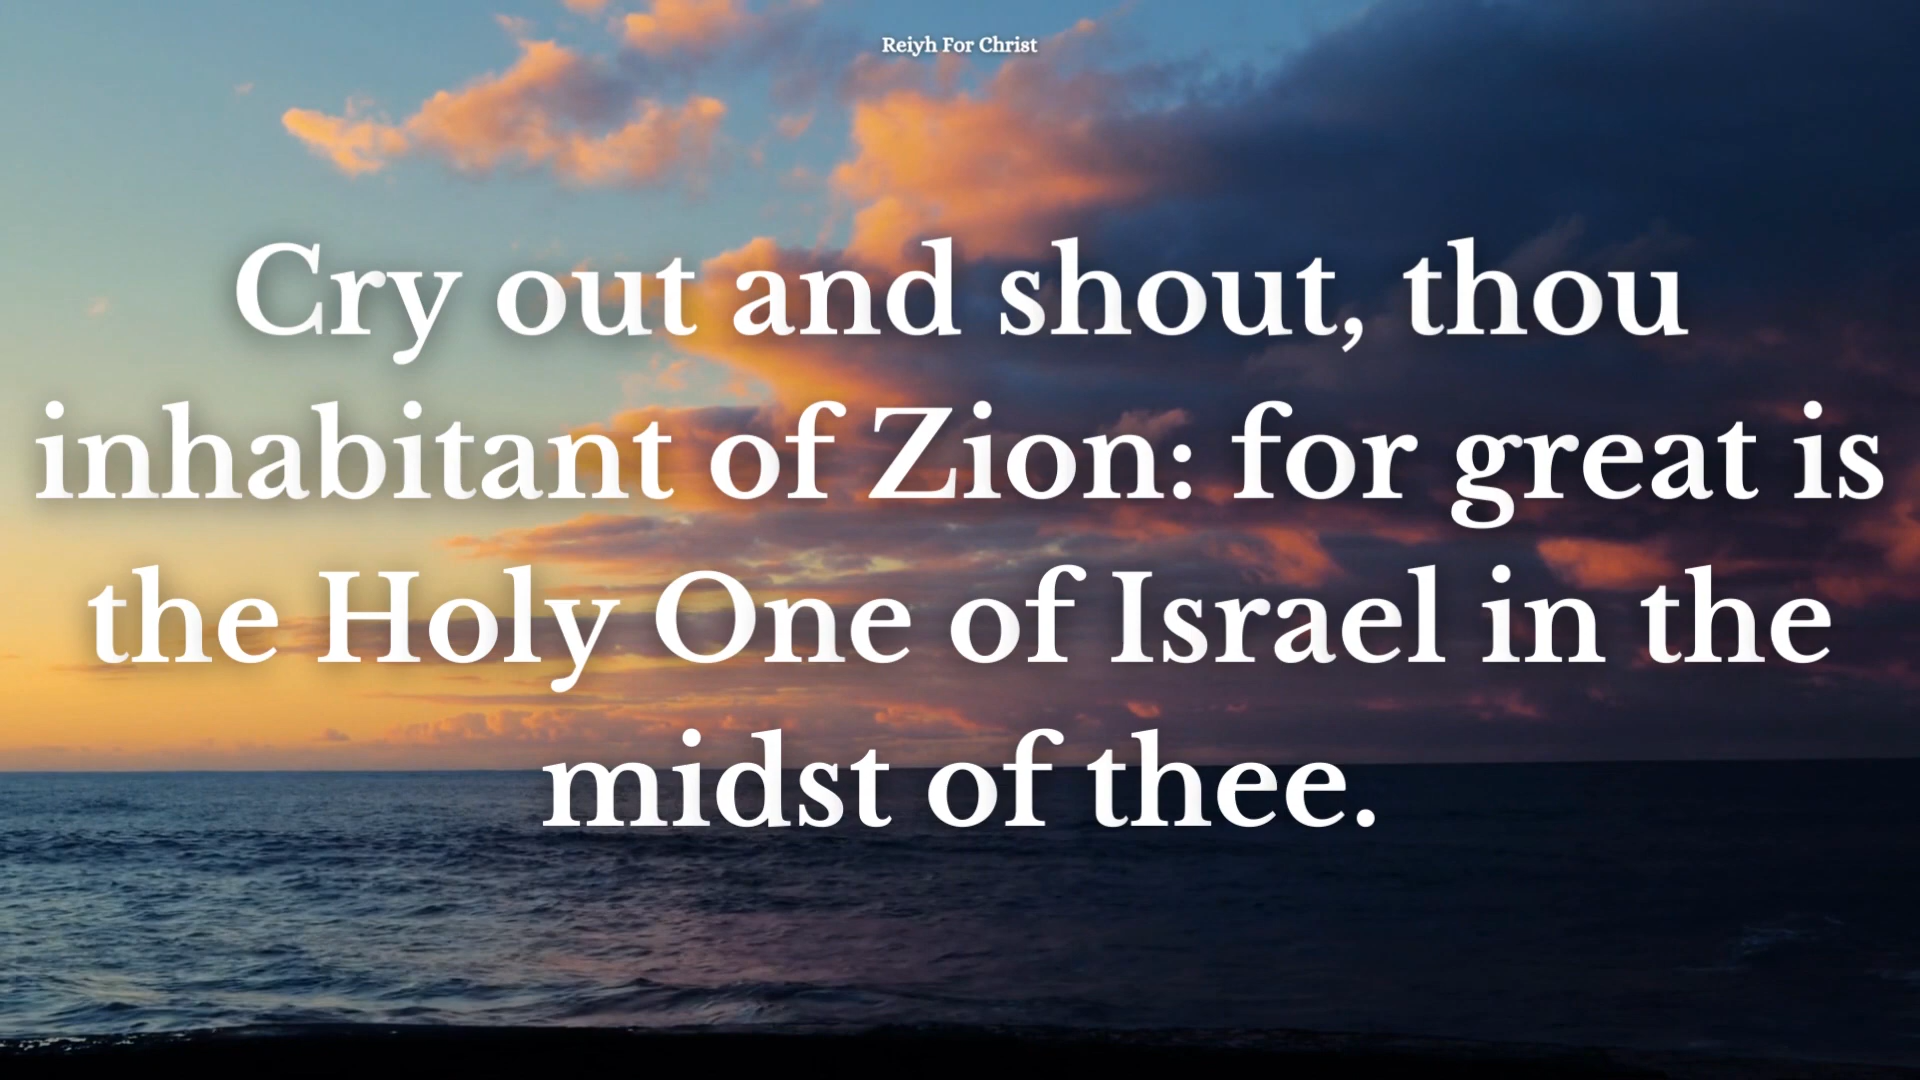 Reiyh For Christ
Cry out and shout, thou
inhabitant of Zion: for great is
the Holy One of Israel in the
midst of thee.